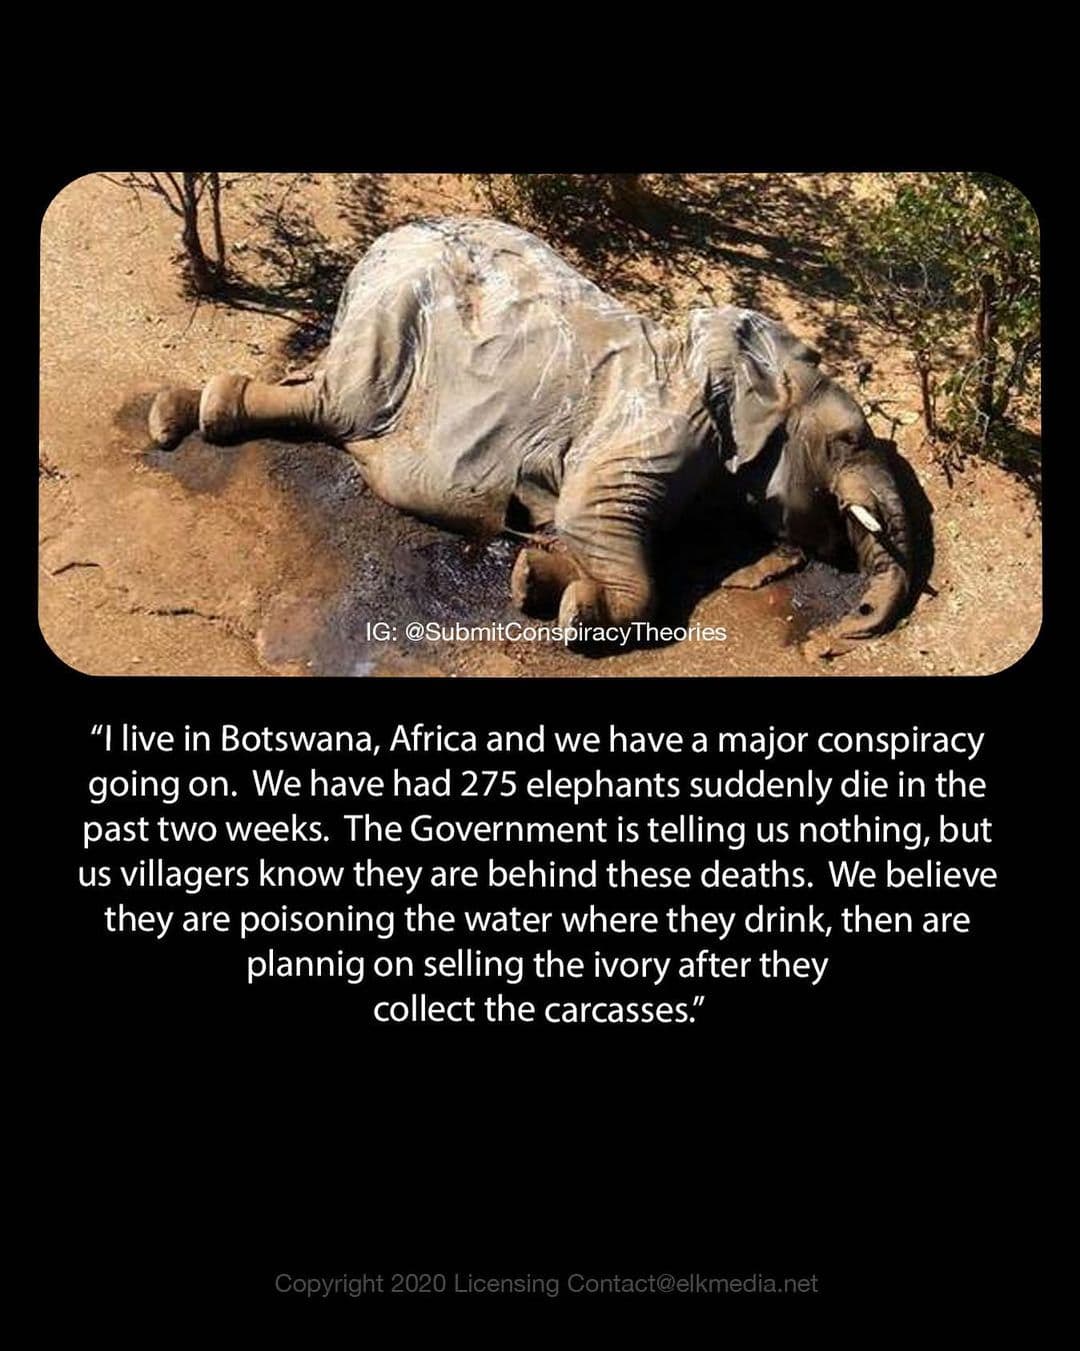 IG: @SubmitConspiracyTheories
“I live in Botswana, Africa and we have a major conspiracy
going on.  We have had 275 elephants suddenly die in the
past two weeks.  The Government is telling us nothing, but
us villagers know they are behind these deaths.  We believe
they are poisoning the water where they drink, then are
plannig on selling the ivory after they
collect the carcasses.”
Copyright 2020 Licensing Contact@elkmedia.net